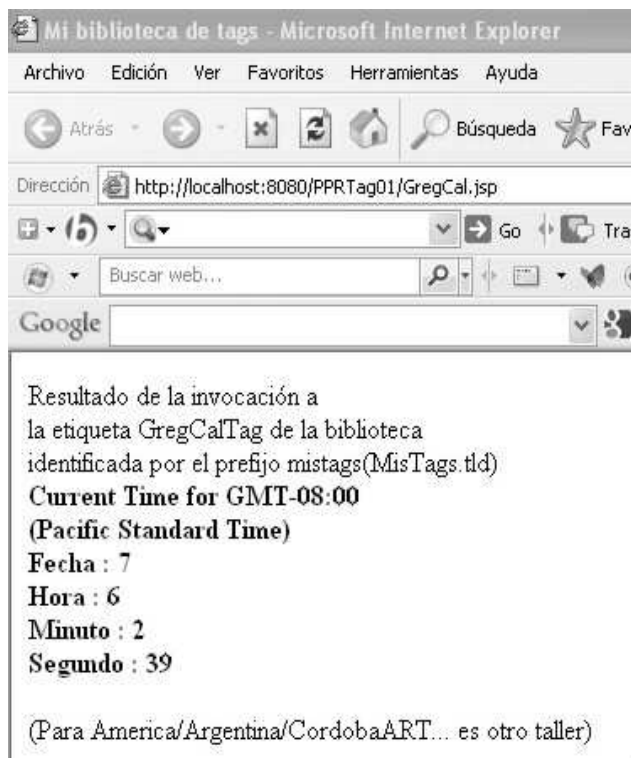 Mi biblioteca de tags - Microsoft Internet Explorer
Archivo Edición Ver Favoritos Herramientas Ayuda
Atrás Búsqueda Fav
Dirección http://localhost:8080/PPRTag01/GregCal.jsp
Go Tra
Buscar web...
Google
Resultado de la invocación a
la etiqueta GregCalTag de la biblioteca
identificada por el prefijo mistags(MisTags.tld)
Current Time for GMT-08:00
(Pacific Standard Time)
Fecha : 7
Hora : 6
Minuto : 2
Segundo : 39
(Para America/Argentina/CordobaART... es otro taller)